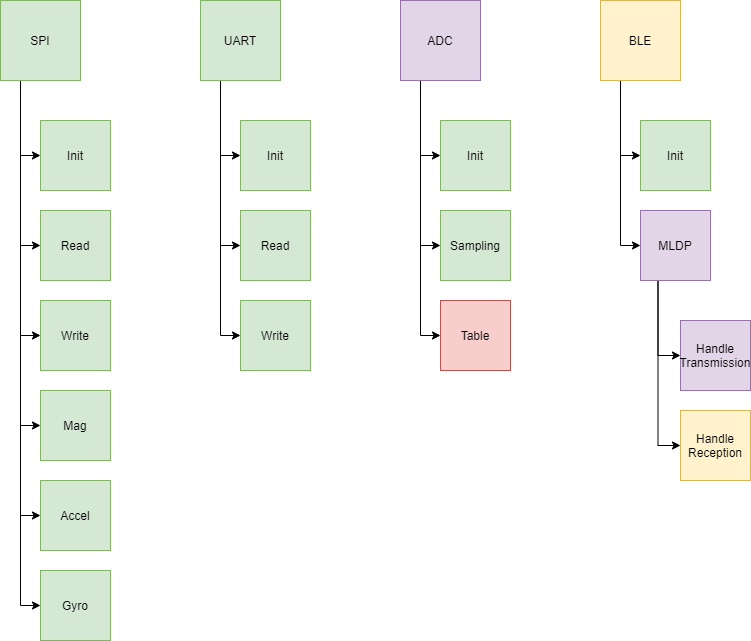 SPI
Init
Read
Write
Mag
Accel
Gyro
UART
Init
Read
Write
ADC
Init
Sampling
Table
BLE
Init
MLDP
Handle
Transmission
Handle
Reception